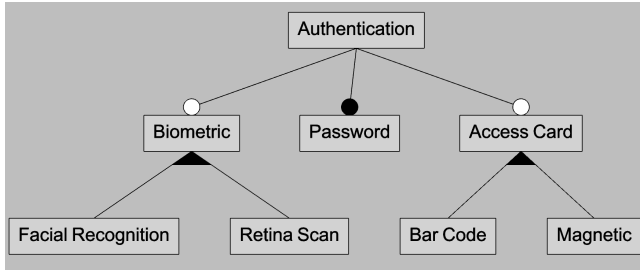 Authentication
Biometric
Password
Access Card
Facial Recognition
Retina Scan
Bar Code
Magnetic